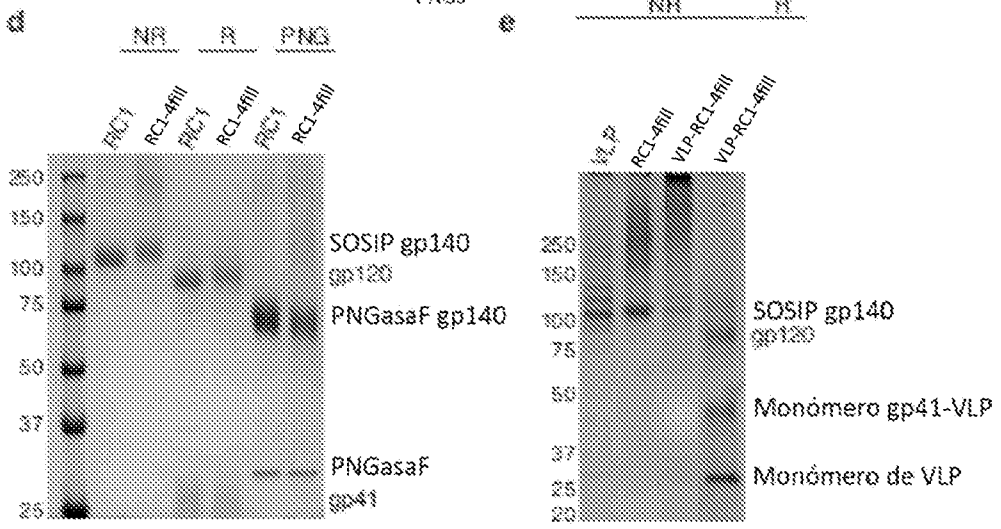 PNGs
d
NR R PNG
RC1 RC1-4fill RC1 RC1-4fill RC1 RC1-4fill
250
150
100
75
50
37
25
SOSIP gp140
gp120
PNGasaF gp140
PNGasaF
gp41
e
NR R
VLP RC1-4fill VLP-RC1-4fill VLP-RC1-4fill
250
150
100
75
50
37
25
20
SOSIP gp140
gp120
Monómero gp41-VLP
Monómero de VLP